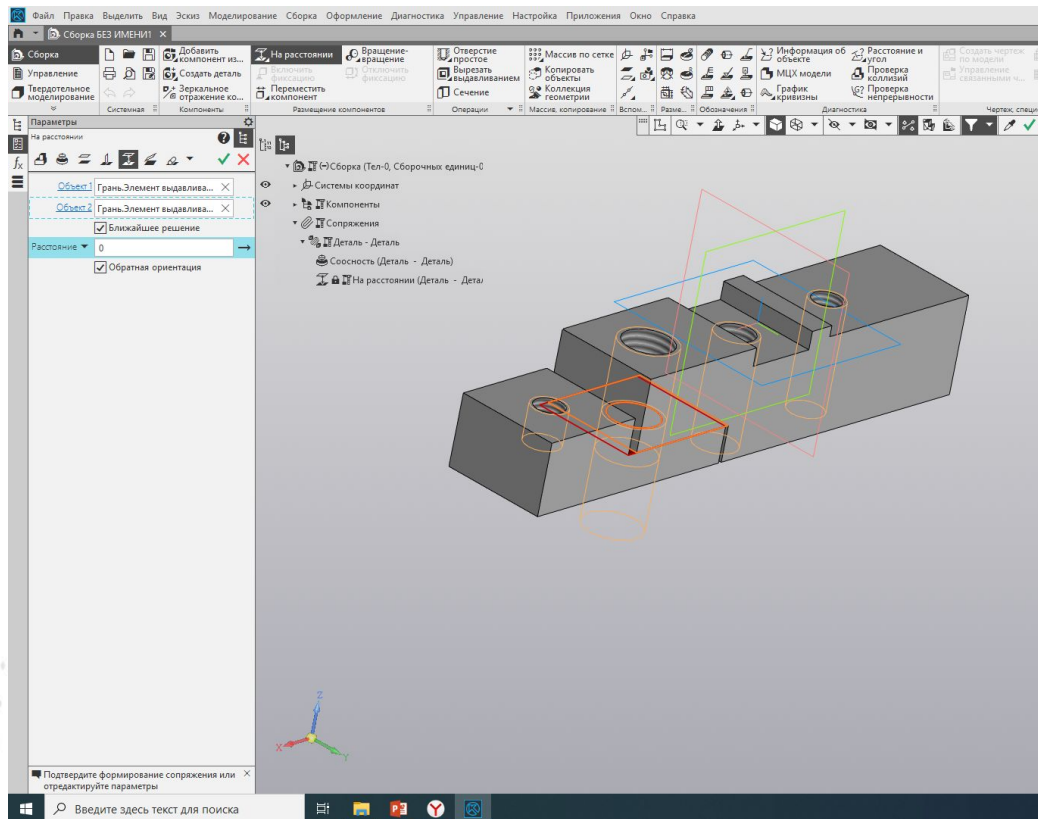 Файл Правка Выделить Вид Эскиз Моделирование Сборка Оформление Диагностика Управление Настройка Приложения Окно Справка
Сборка БЕЗ ИМЕНИ1 ×
Сборка
Управление
Твердотельное моделирование
Системная
Добавить компонент из...
Создать деталь
Зеркальное отражение ко...
Компоненты
На расстоянии
Включить фиксацию
Переместить компонент
Вращение-вращение
Отключить фиксацию
Размещение компонентов
Отверстие простое
Вырезать выдавливанием
Сечение
Операции
Массив по сетке
Копировать объекты
Коллекция геометрии
Массив, копирование
Вспом...
Разме...
Обозначения
Информация об объекте
МЦХ модели
График кривизны
Расстояние и угол
Проверка коллизий
Проверка непрерывности
Диагностика
Создать чертеж по модели
Управление связанными ч...
Чертеж, специ
Параметры
На расстоянии
Объект 1 Грань.Элемент выдавлива... ×
Объект 2 Грань.Элемент выдавлива... ×
Ближайшее решение
Расстояние 0
Обратная ориентация
(-)Сборка (Тел-0, Сборочных единиц-0
Системы координат
Компоненты
Сопряжения
Деталь - Деталь
Соосность (Деталь - Деталь)
На расстоянии (Деталь - Дета
Z
X
Y
Подтвердите формирование сопряжения или
отредактируйте параметры
Введите здесь текст для поиска